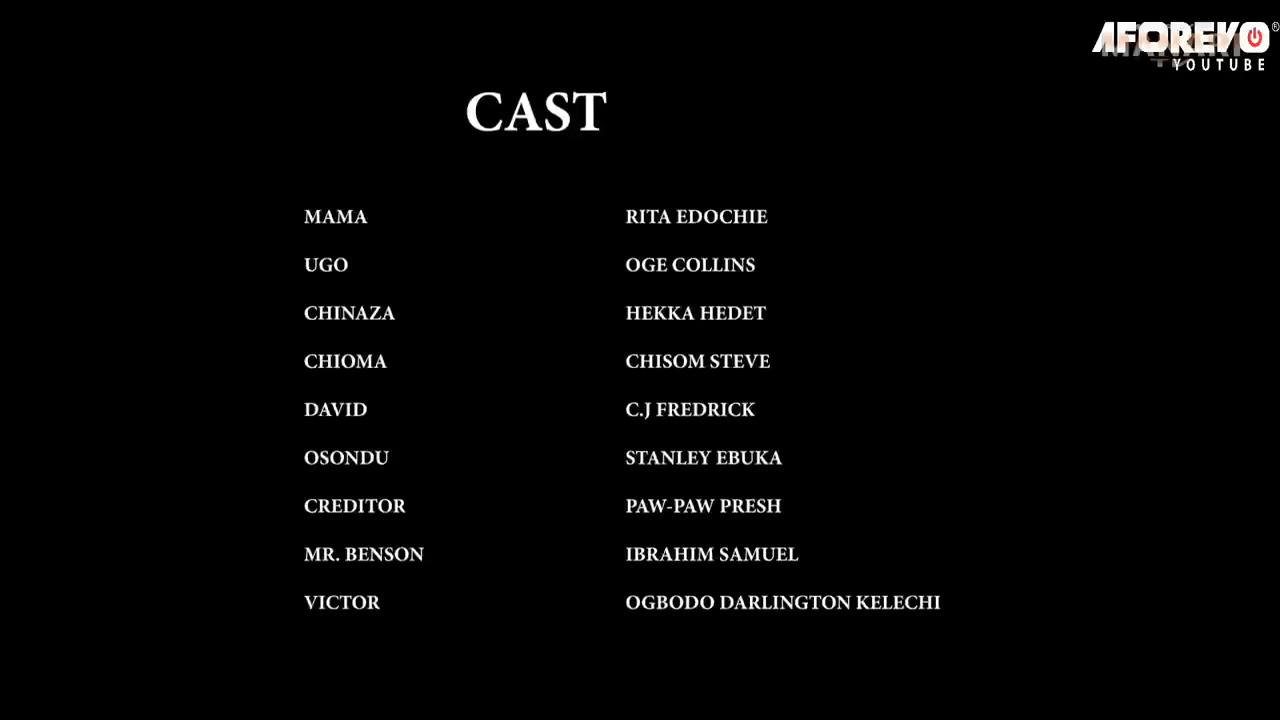 AFOREVO®
YOUTUBE
CAST
MAMA RITA EDOCHIE
UGO OGE COLLINS
CHINAZA HEKKA HEDET
CHIOMA CHISOM STEVE
DAVID C.J FREDRICK
OSONDU STANLEY EBUKA
CREDITOR PAW-PAW PRESH
MR. BENSON IBRAHIM SAMUEL
VICTOR OGBODO DARLINGTON KELECHI